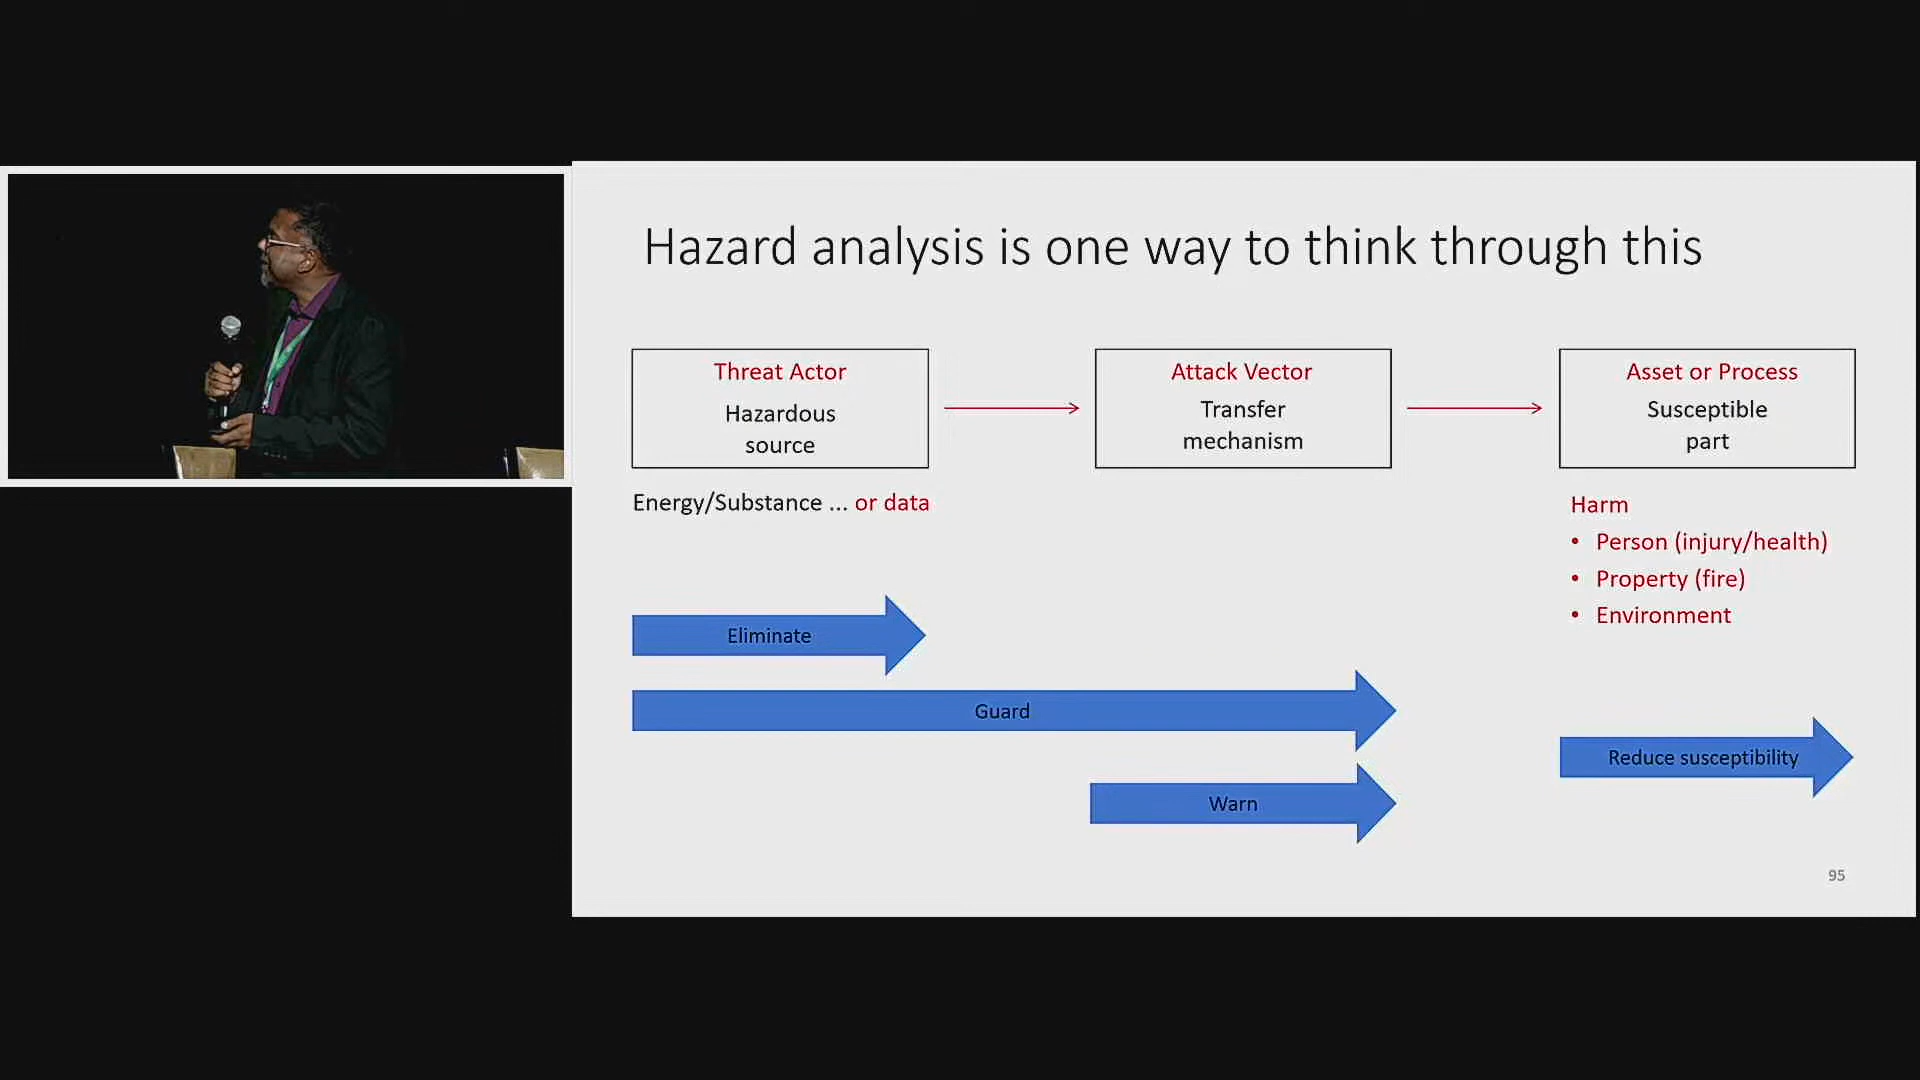 Hazard analysis is one way to think through this
Threat Actor
Hazardous
source
Attack Vector
Transfer
mechanism
Asset or Process
Susceptible
part
Energy/Substance ... or data
Harm
• Person (injury/health)
• Property (fire)
• Environment
Eliminate
Guard
Reduce susceptibility
Warn
95